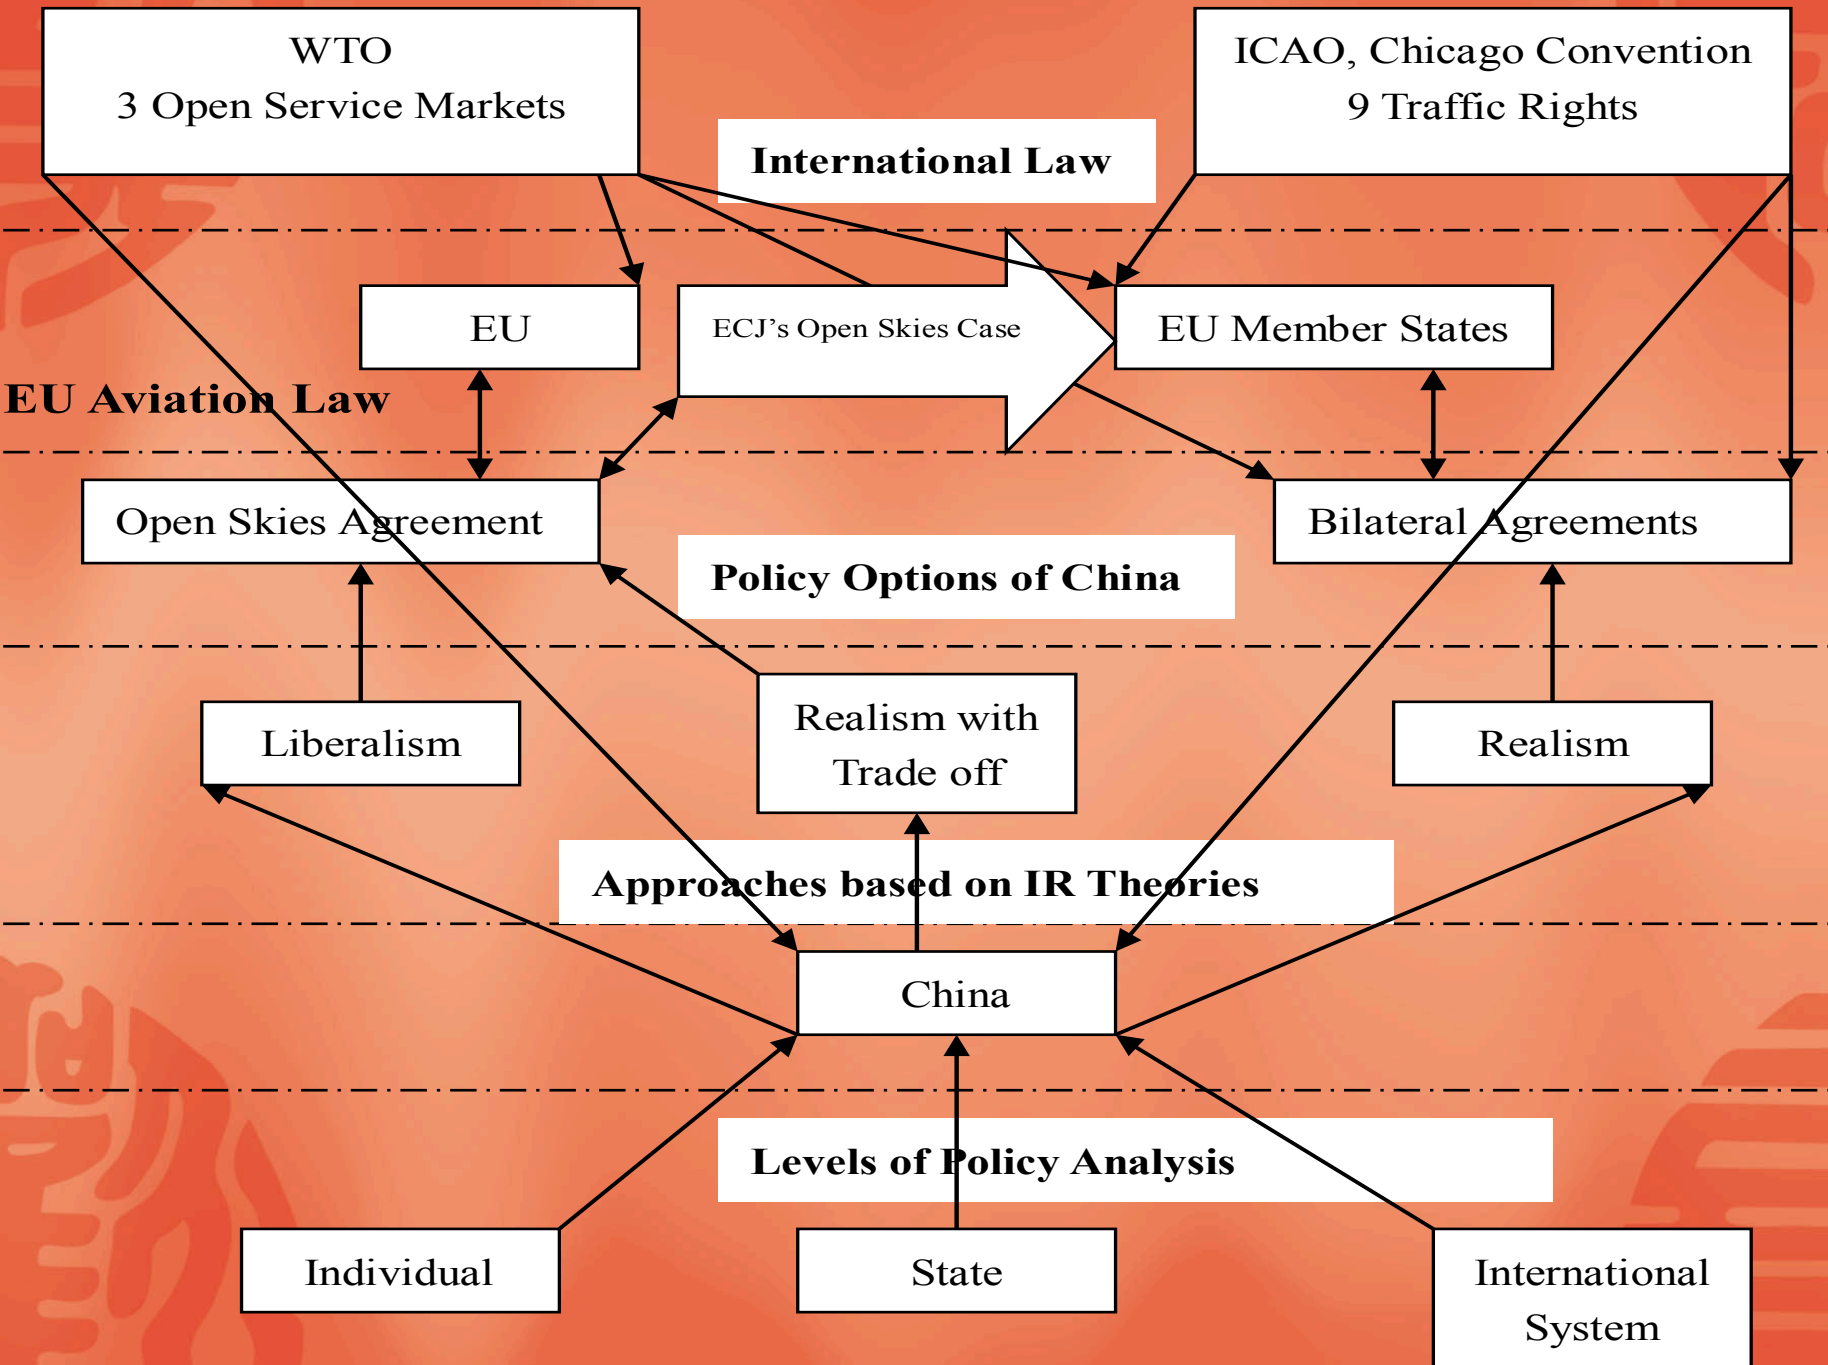 WTO
3 Open Service Markets
ICAO, Chicago Convention
9 Traffic Rights
International Law
EU
ECJ’s Open Skies Case
EU Member States
EU Aviation Law
Open Skies Agreement
Bilateral Agreements
Policy Options of China
Liberalism
Realism with
Trade off
Realism
Approaches based on IR Theories
China
Levels of Policy Analysis
Individual
State
International
System